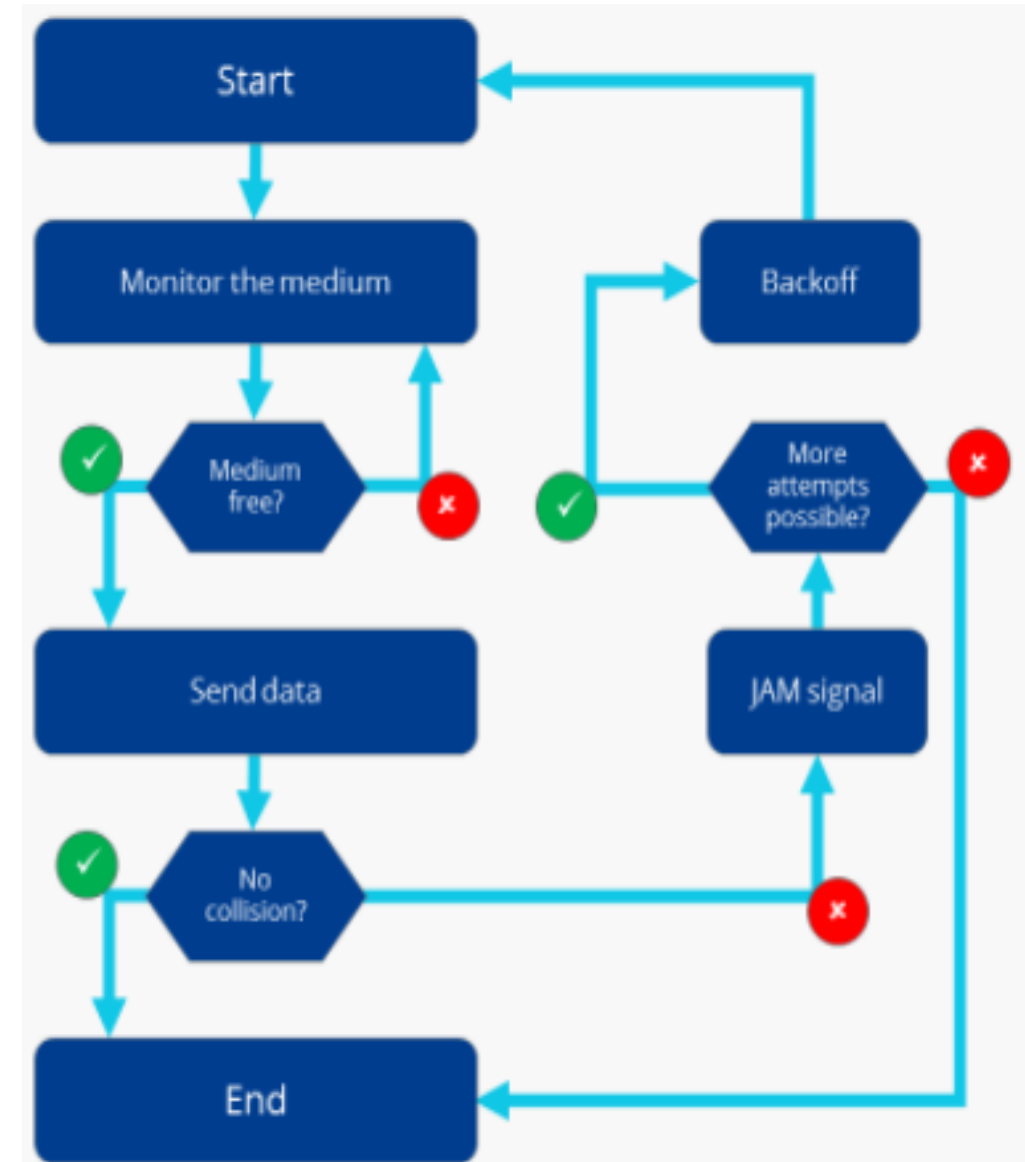 Start
Monitor the medium
Backoff
Medium
free?
More
attempts
possible?
Send data
JAM signal
No
collision?
End